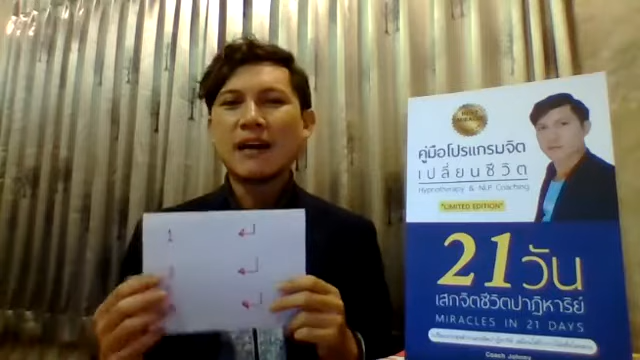 คู่มือโปรแกรมจิต
เปลี่ยนชีวิต
Hypnotherapy & NLP Coaching
"LIMITED EDITION"
21 วัน
เสกจิตชีวิตปาฏิหาริย์
MIRACLES IN 21 DAYS
Coach Johnny